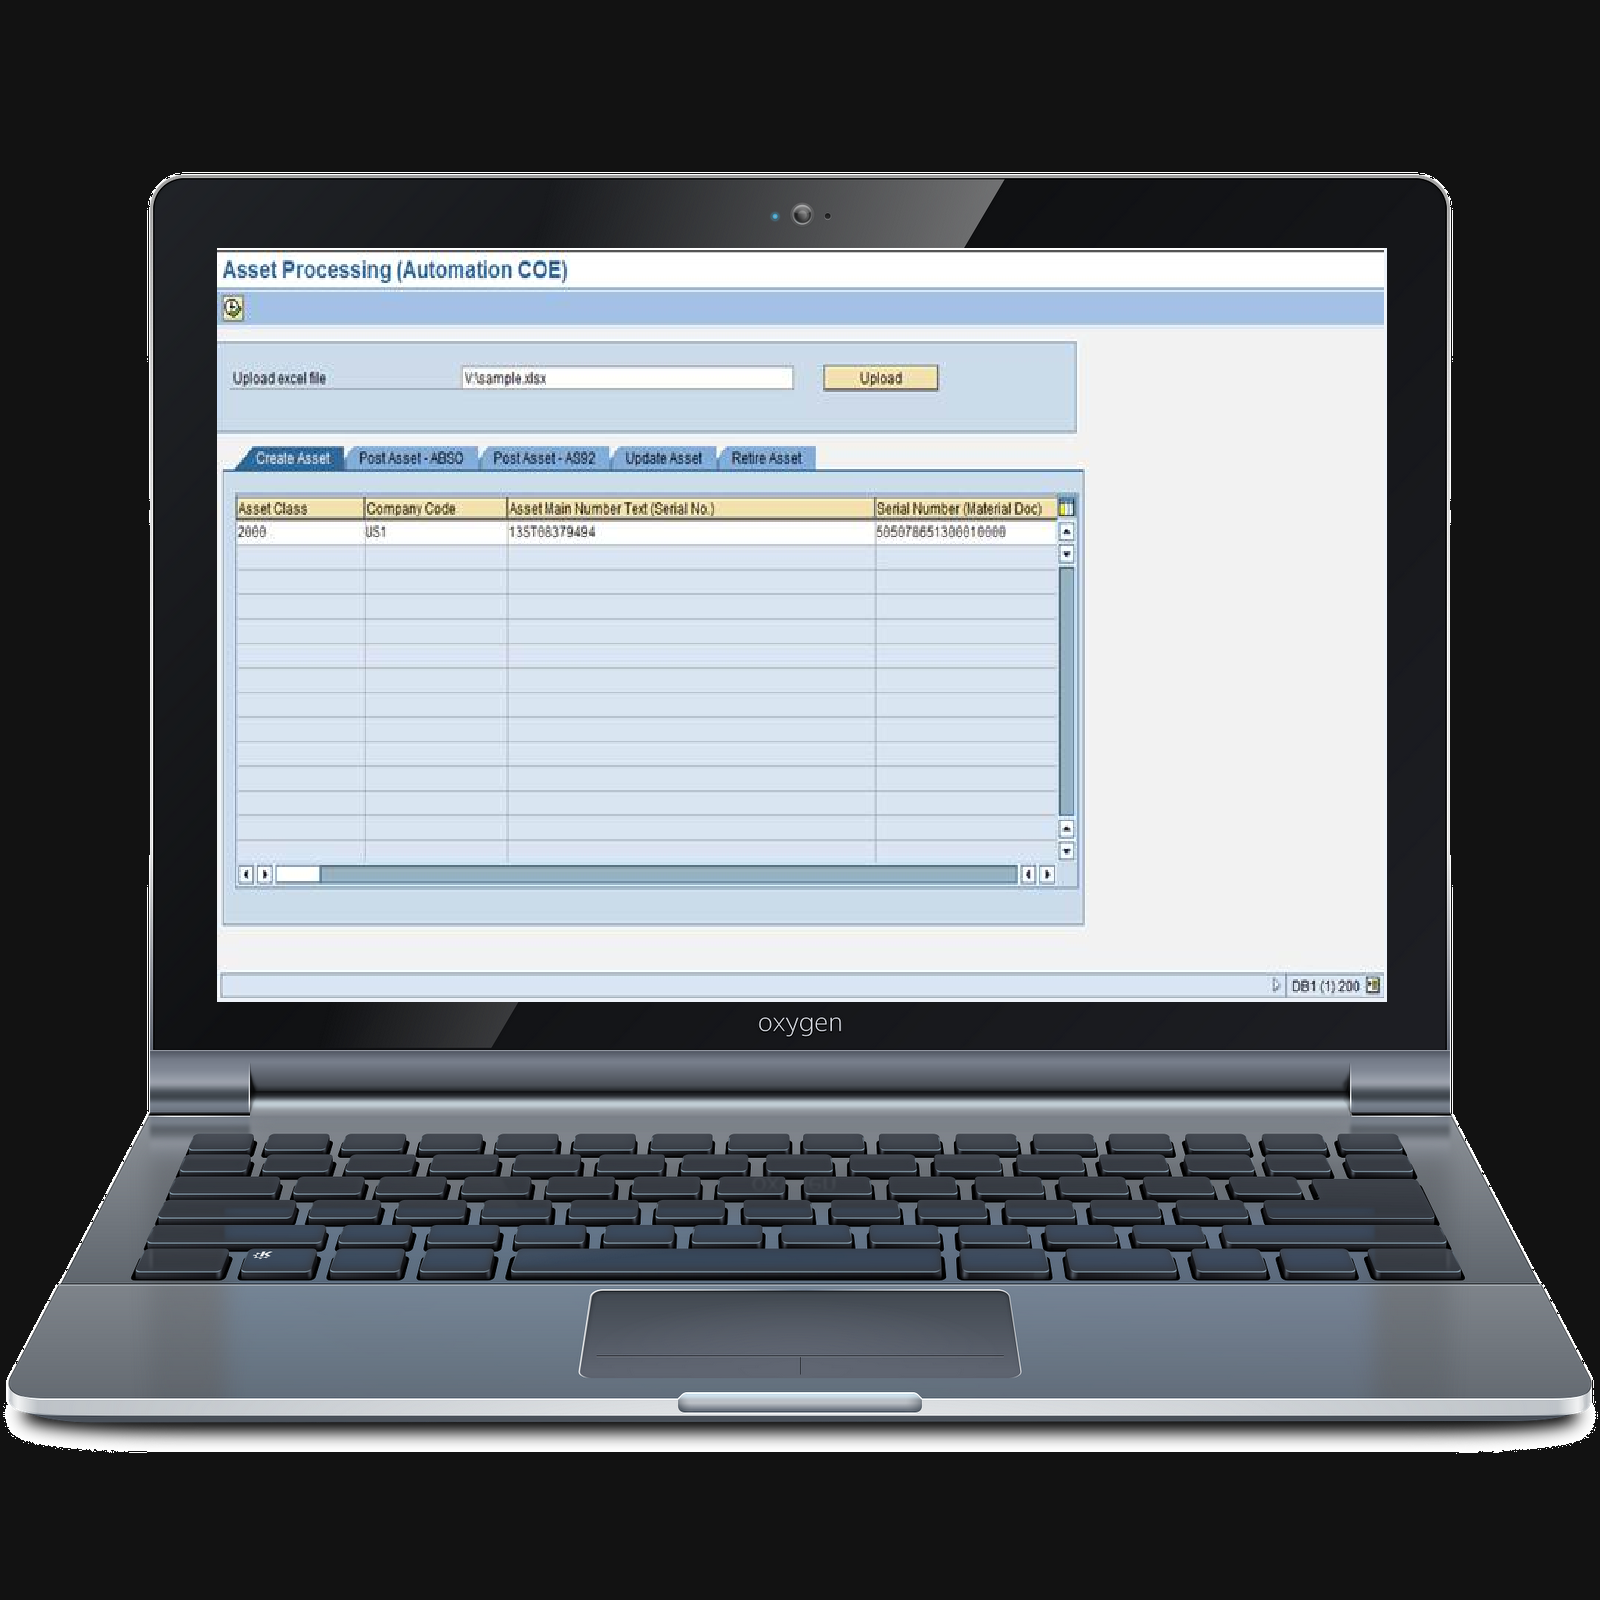 Asset Processing (Automation COE)
Upload excel file V:\sample.xlsx Upload
Create Asset Post Asset - ABSO Post Asset - AS92 Update Asset Retire Asset
Asset Class Company Code Asset Main Number Text (Serial No.) Serial Number (Material Doc)
2000 US1 13ST08379494
DB1 (1) 200
oxygen